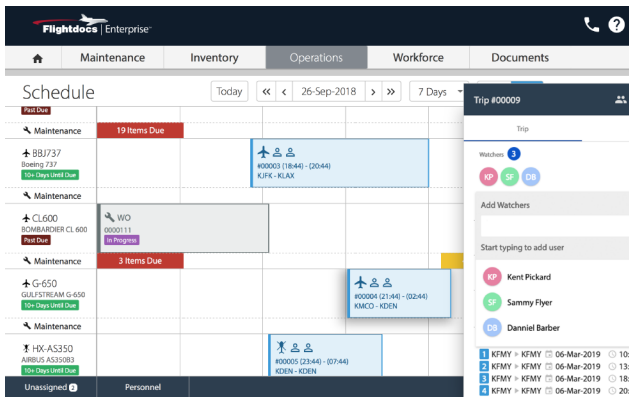 Flightdocs Enterprise
Maintenance Inventory Operations Workforce Documents
Schedule Today 26-Sep-2018 7 Days
Past Due
Maintenance 19 Items Due
BBJ737
Boeing 737
10+ Days Until Due
#00003 (18:44) - (20:44)
KJFK - KLAX
Maintenance
CL600
BOMBARDIER CL 600
Past Due
WO
0000111
In Progress
Maintenance 3 Items Due
G-650
GULFSTREAM G-650
10+ Days Until Due
#00004 (21:44) - (02:44)
KMCO - KDEN
Maintenance
HX-AS350
AIRBUS AS350B3
10+ Days Until Due
#00005 (23:44) - (07:44)
KDEN - KDEN
Unassigned 2 Personnel
Trip #00009
Trip
Watchers 3
KP SF DB
Add Watchers
Start typing to add user
KP Kent Pickard
SF Sammy Flyer
DB Danniel Barber
1 KFMY KFMY 06-Mar-2019 10:
2 KFMY KFMY 06-Mar-2019 13:
3 KFMY KFMY 06-Mar-2019 18:
4 KFMY KFMY 06-Mar-2019 20: